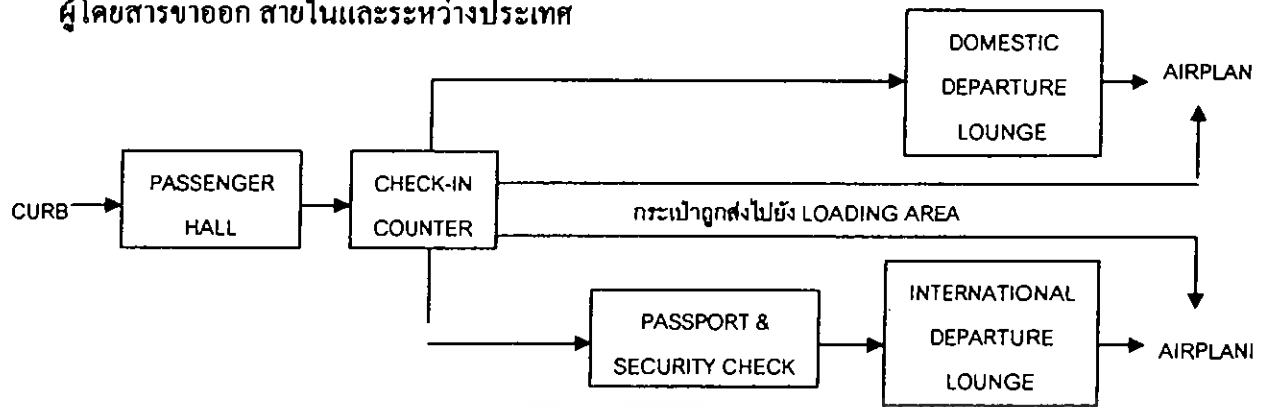 ผู้โดยสารขาออก สายในและระหว่างประเทศ
DOMESTIC
DEPARTURE
LOUNGE
AIRPLAN
PASSENGER
HALL
CHECK-IN
COUNTER
CURB
กระเป๋าถูกส่งไปยัง LOADING AREA
PASSPORT &
SECURITY CHECK
INTERNATIONAL
DEPARTURE
LOUNGE
AIRPLANI